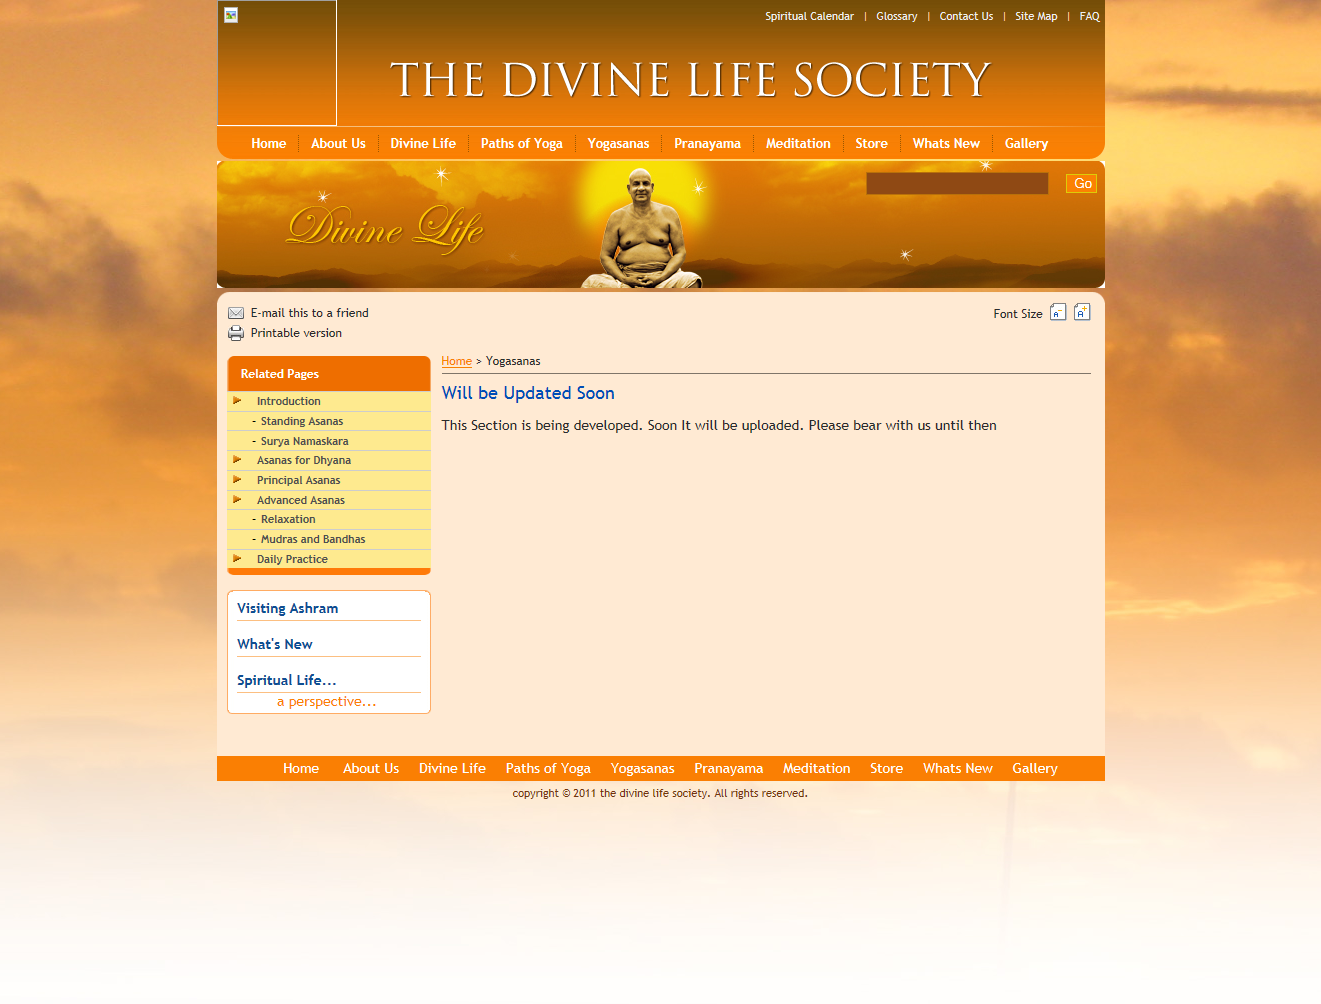 Spiritual Calendar | Glossary | Contact Us | Site Map | FAQ
THE DIVINE LIFE SOCIETY
Home About Us Divine Life Paths of Yoga Yogasanas Pranayama Meditation Store Whats New Gallery
Divine Life
Go
E-mail this to a friend
Printable version
Font Size A- A+
Home > Yogasanas
Related Pages
Introduction
- Standing Asanas
- Surya Namaskara
Asanas for Dhyana
Principal Asanas
Advanced Asanas
- Relaxation
- Mudras and Bandhas
Daily Practice
Will be Updated Soon
This Section is being developed. Soon It will be uploaded. Please bear with us until then
Visiting Ashram
What's New
Spiritual Life...
a perspective...
Home About Us Divine Life Paths of Yoga Yogasanas Pranayama Meditation Store Whats New Gallery
copyright © 2011 the divine life society. All rights reserved.